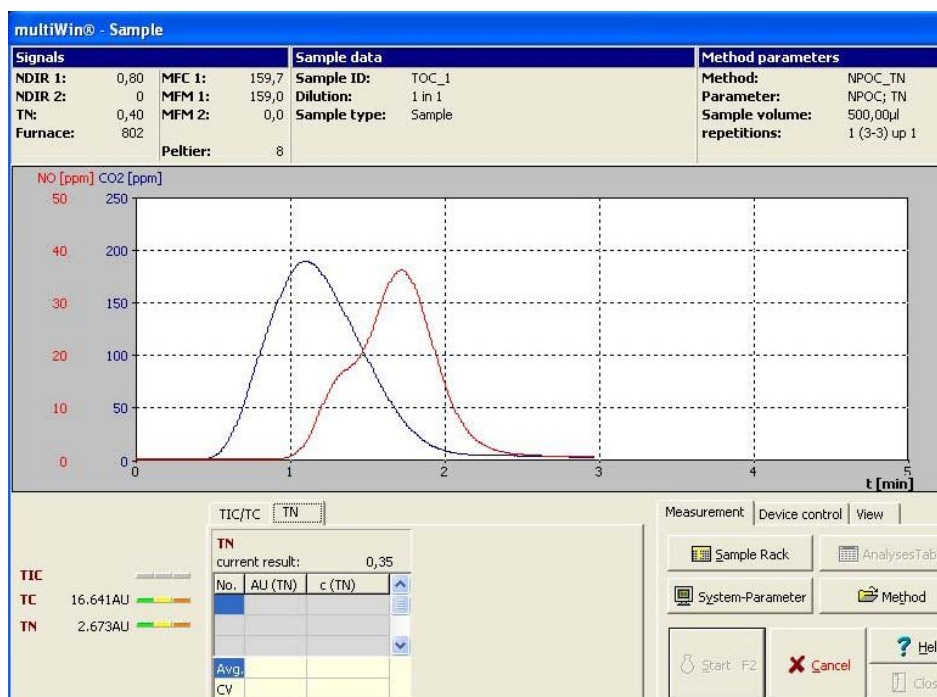 multiWin® - Sample
Signals
NDIR 1: 0,80 MFC 1: 159,7
NDIR 2: 0 MFM 1: 159,0
TN: 0,40 MFM 2: 0,0
Furnace: 802
Peltier: 8
Sample data
Sample ID: TOC_1
Dilution: 1 in 1
Sample type: Sample
Method parameters
Method: NPOC_TN
Parameter: NPOC; TN
Sample volume: 500,00µl
repetitions: 1 (3-3) up 1
NO [ppm] CO2 [ppm]
50 250
40 200
30 150
20 100
10 50
0 0
0 1 2 3 4 5
t [min]
TIC
TC 16.641AU
TN 2.673AU
TIC/TC TN
TN
current result: 0,35
No. AU (TN) c (TN)
Avg.
CV
Measurement Device control View
Sample Rack AnalysesTab
System-Parameter Method
Start F2 Cancel
Hel
Clos